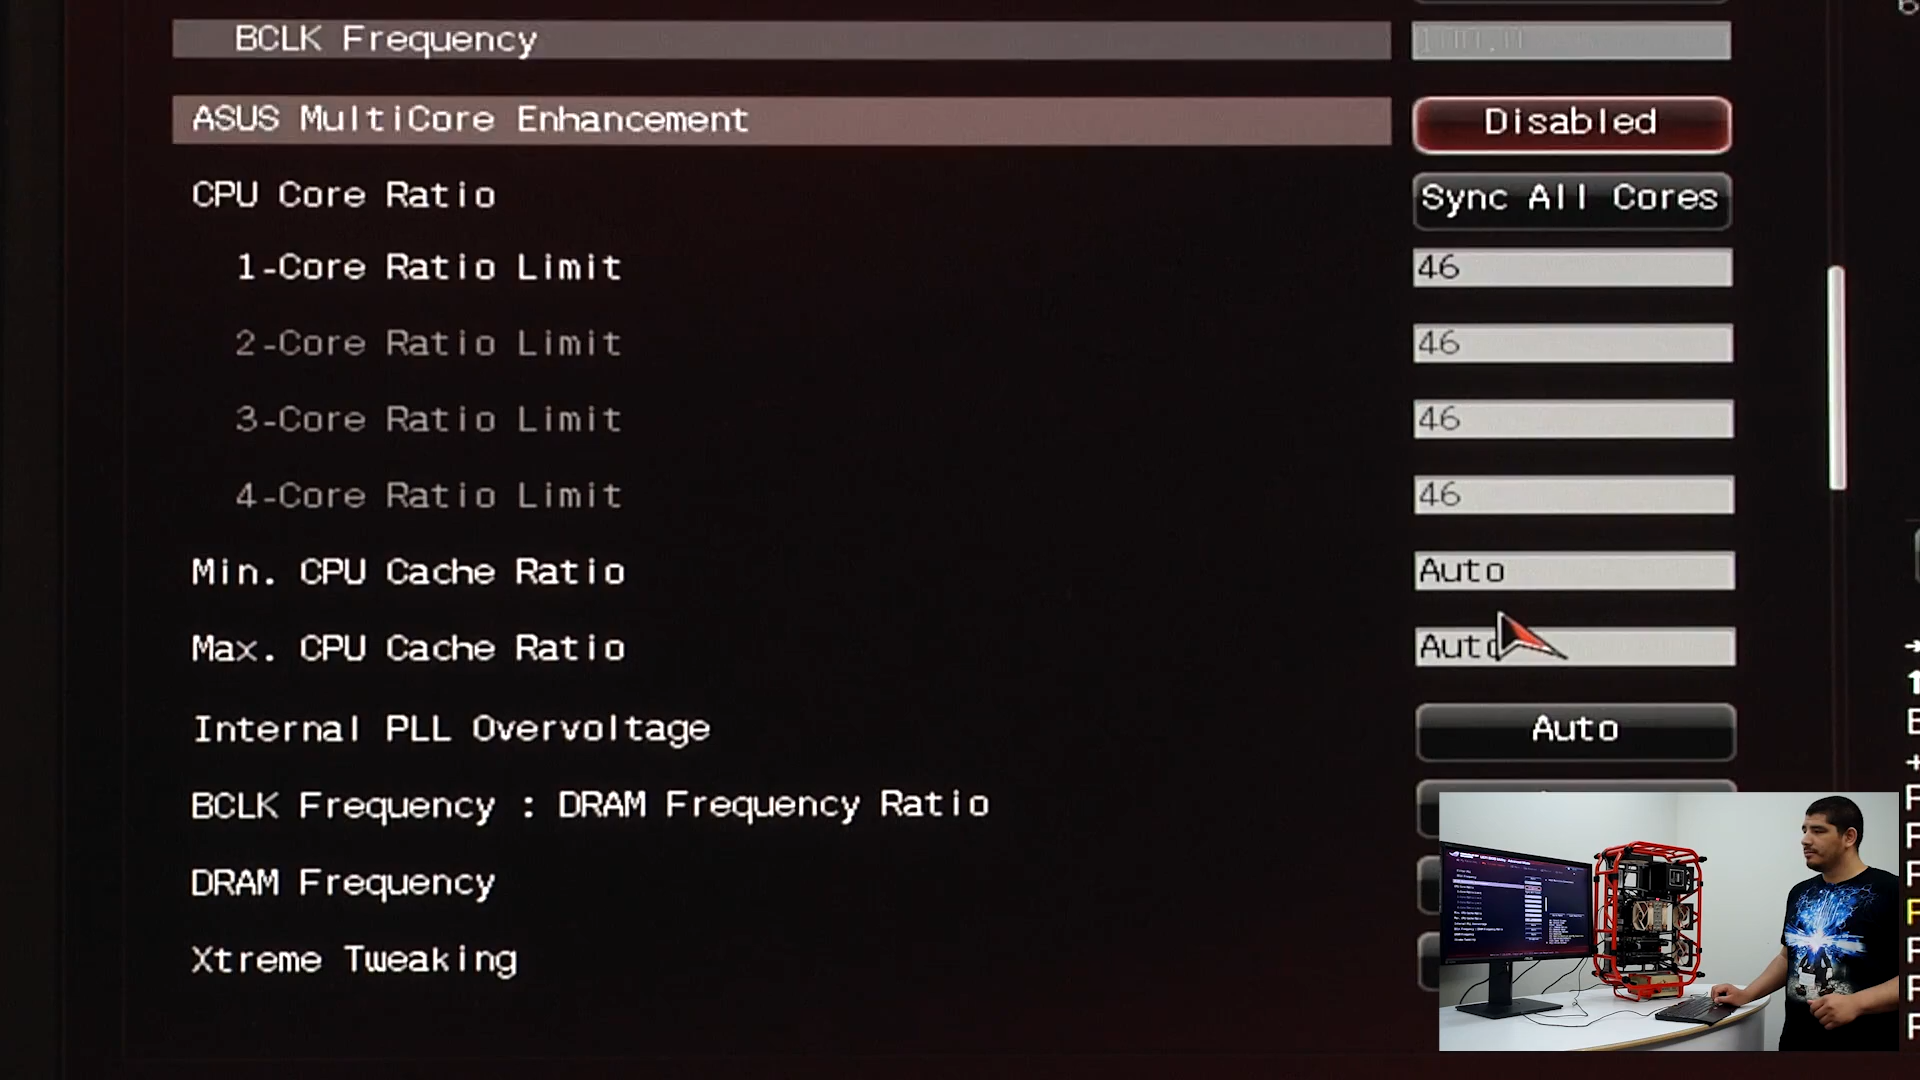 BCLK Frequency 100.0
ASUS MultiCore Enhancement Disabled
CPU Core Ratio Sync All Cores
1-Core Ratio Limit 46
2-Core Ratio Limit 46
3-Core Ratio Limit 46
4-Core Ratio Limit 46
Min. CPU Cache Ratio Auto
Max. CPU Cache Ratio Auto
Internal PLL Overvoltage Auto
BCLK Frequency : DRAM Frequency Ratio
DRAM Frequency
Xtreme Tweaking